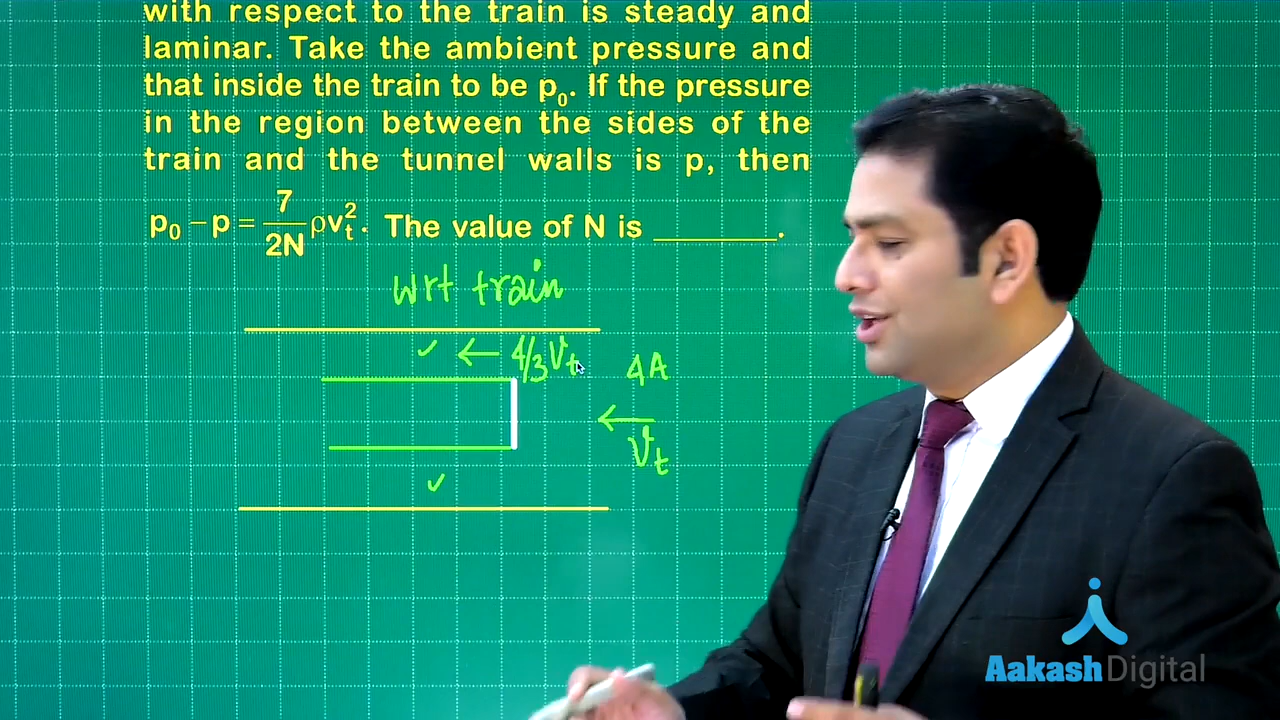 with respect to the train is steady and
laminar. Take the ambient pressure and
that inside the train to be p₀. If the pressure
in the region between the sides of the
train and the tunnel walls is p, then
p₀ – p = 7/2N ρvₜ². The value of N is ________.
wrt train
✓ ← 4/3 Vₜ
4A
← Vₜ
✓
Aakash Digital